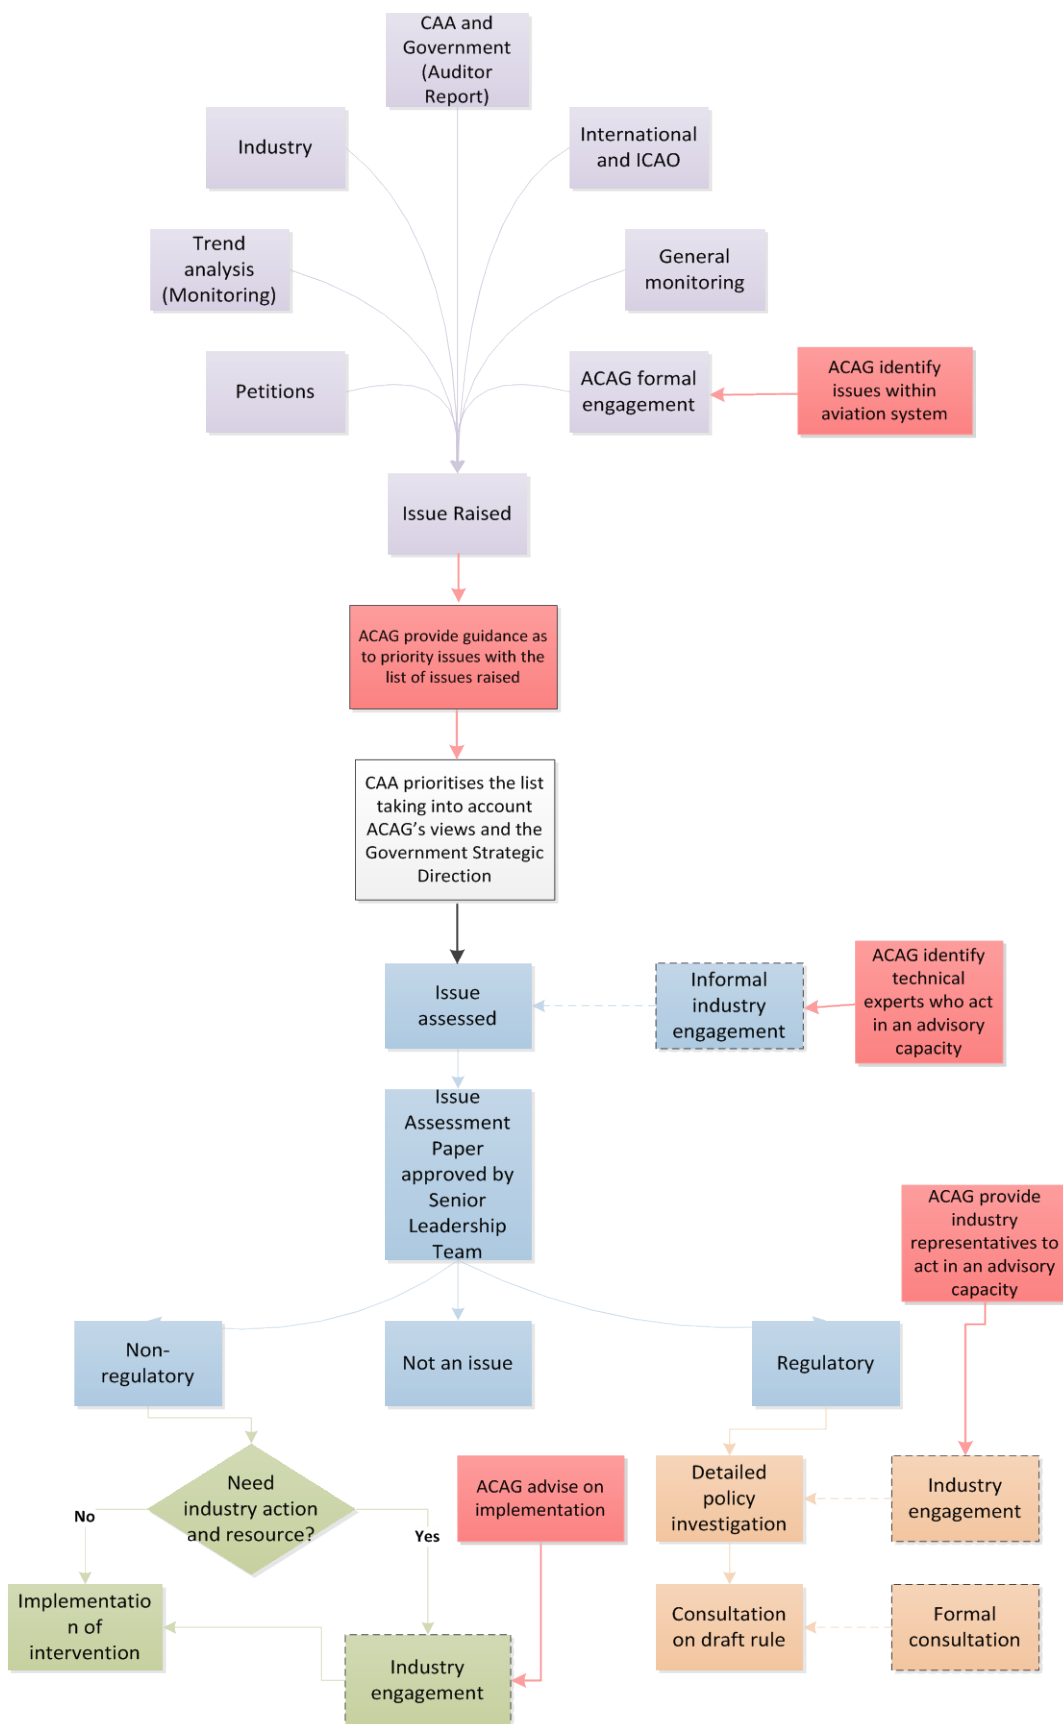 CAA and
Government
(Auditor
Report)
Industry
International
and ICAO
Trend
analysis
(Monitoring)
General
monitoring
Petitions
ACAG formal
engagement
ACAG identify
issues within
aviation system
Issue Raised
ACAG provide guidance as
to priority issues with the
list of issues raised
CAA prioritises the list
taking into account
ACAG’s views and the
Government Strategic
Direction
Issue
assessed
Informal
industry
engagement
ACAG identify
technical
experts who act
in an advisory
capacity
Issue
Assessment
Paper
approved by
Senior
Leadership
Team
ACAG provide
industry
representatives to
act in an advisory
capacity
Non-
regulatory
Not an issue
Regulatory
Need
industry action
and resource?
No
Yes
ACAG advise on
implementation
Detailed
policy
investigation
Industry
engagement
Implementatio
n of
intervention
Industry
engagement
Consultation
on draft rule
Formal
consultation